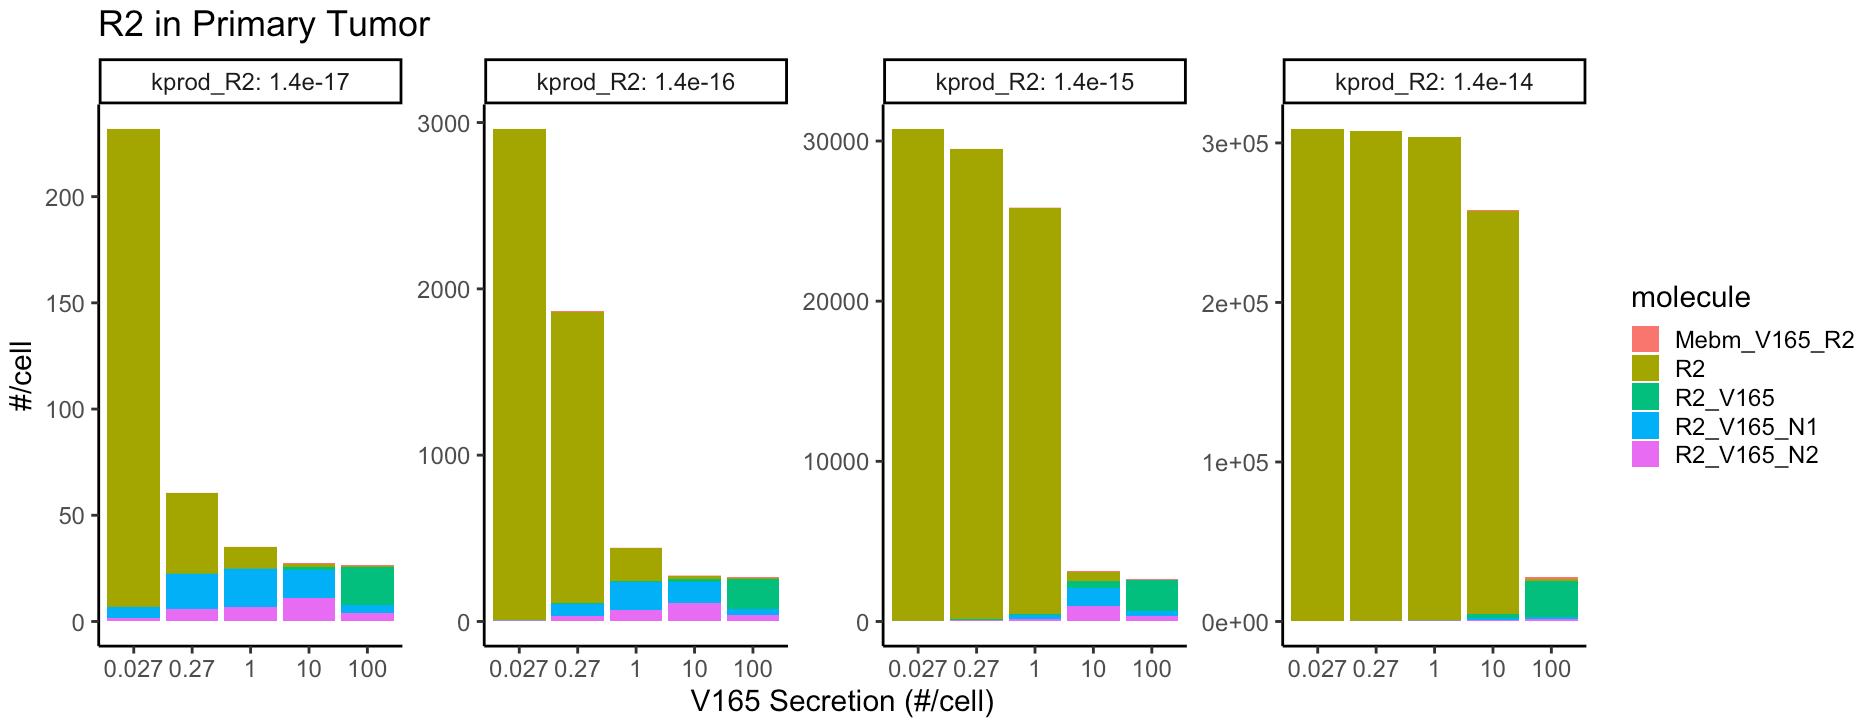 R2 in Primary Tumor
kprod_R2: 1.4e-17
kprod_R2: 1.4e-16
kprod_R2: 1.4e-15
kprod_R2: 1.4e-14
#/cell
200
150
100
50
0
3000
2000
1000
0
30000
20000
10000
0
3e+05
2e+05
1e+05
0e+00
0.027 0.27 1 10 100
0.027 0.27 1 10 100
0.027 0.27 1 10 100
0.027 0.27 1 10 100
V165 Secretion (#/cell)
molecule
Mebm_V165_R2
R2
R2_V165
R2_V165_N1
R2_V165_N2